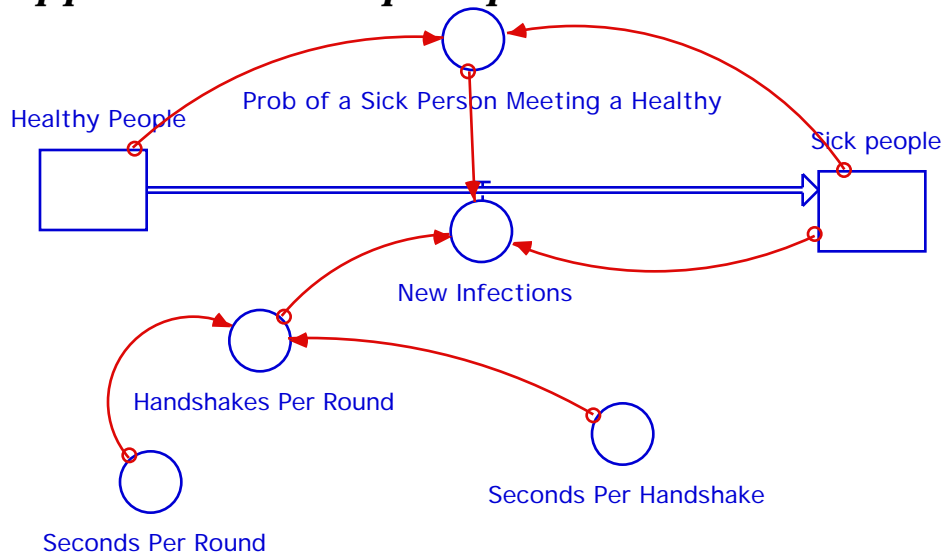 Prob of a Sick Person Meeting a Healthy
Healthy People
Sick people
New Infections
Handshakes Per Round
Seconds Per Handshake
Seconds Per Round